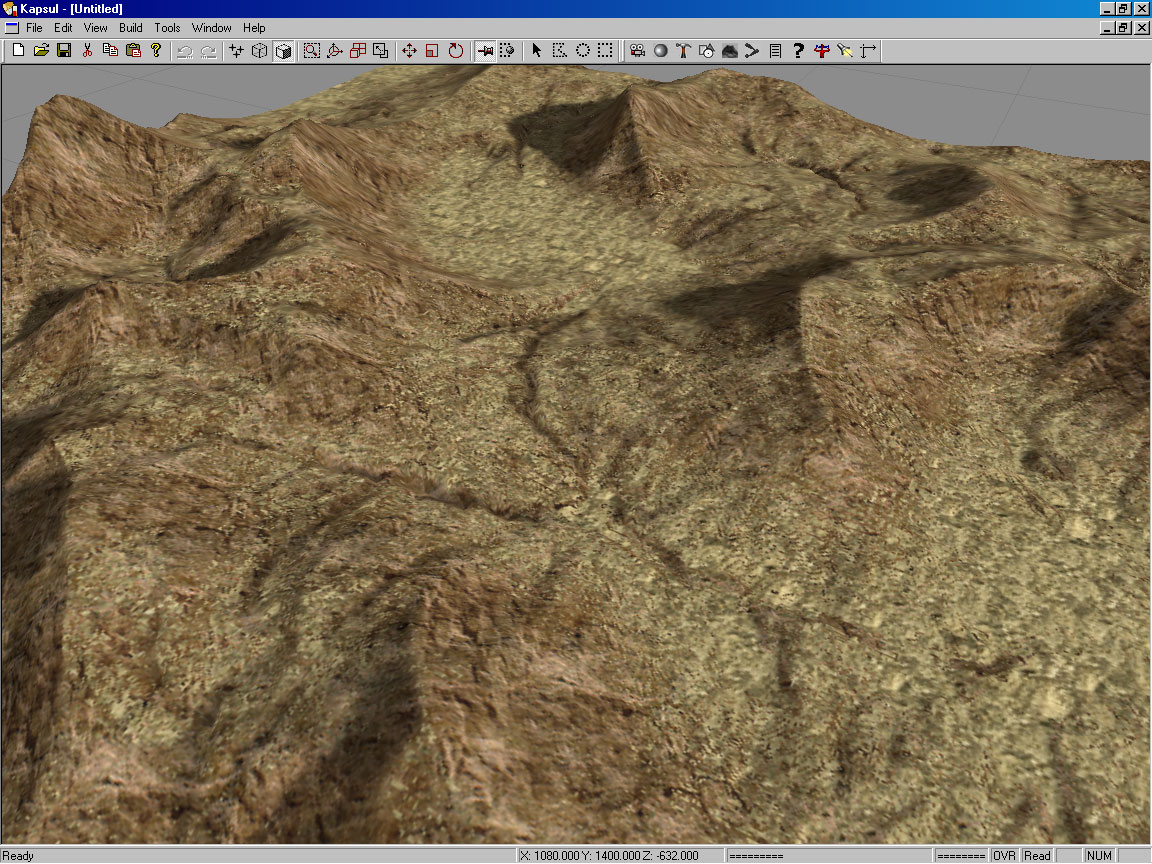 Kapsul - [Untitled]
File Edit View Build Tools Window Help
Ready X: 1080.000 Y: 1400.000 Z: -632.000 ========= ======== OVR Read NUM